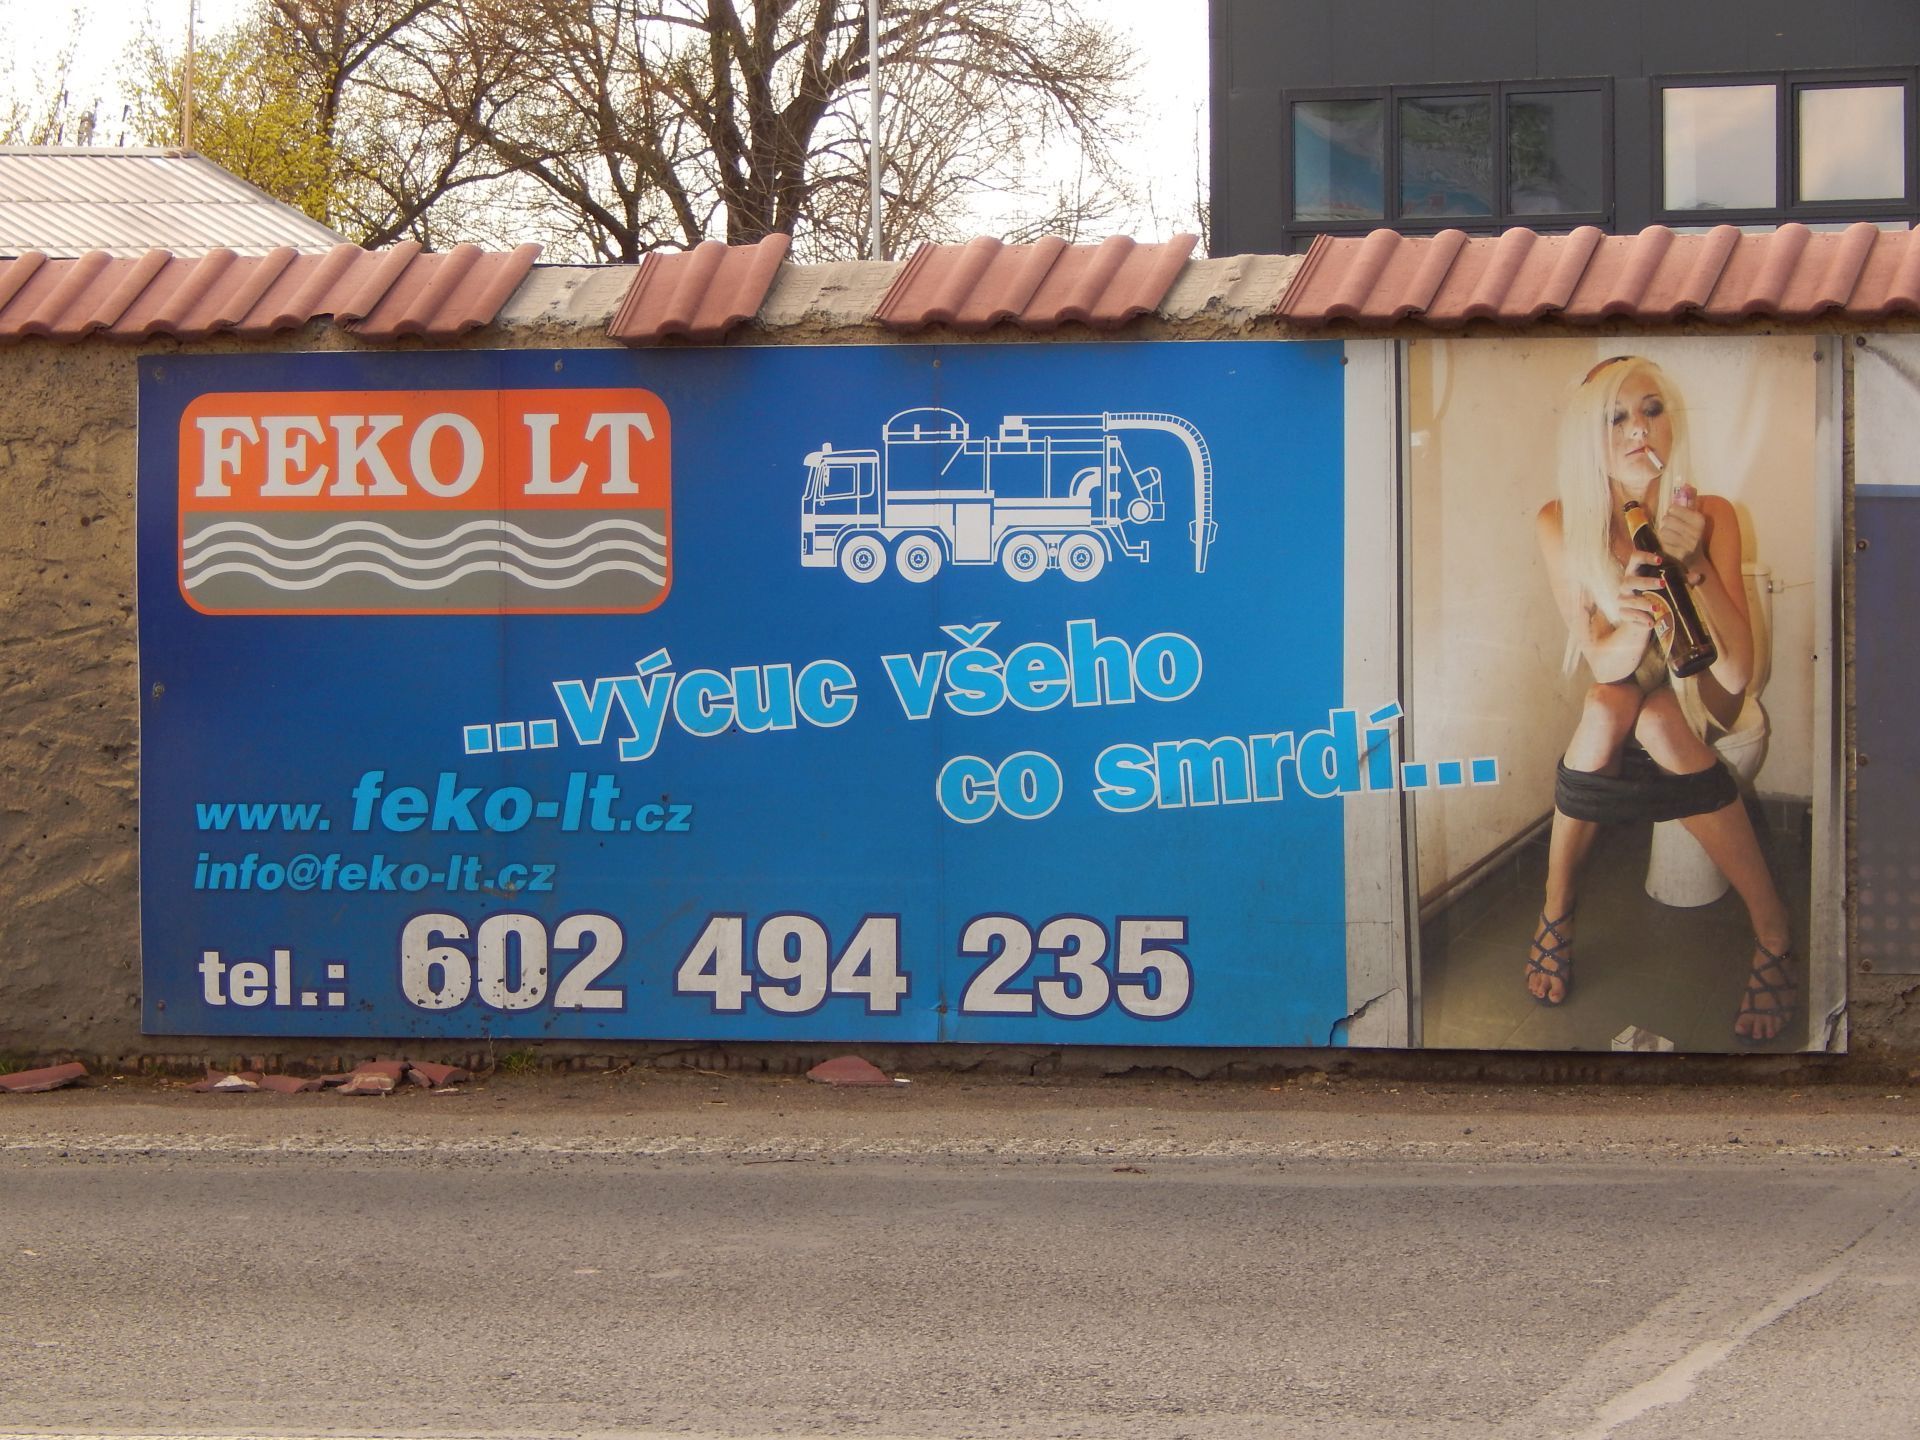 FEKO LT
...výcuc všeho
co smrdí...
www.feko-lt.cz
info@feko-lt.cz
tel.: 602 494 235